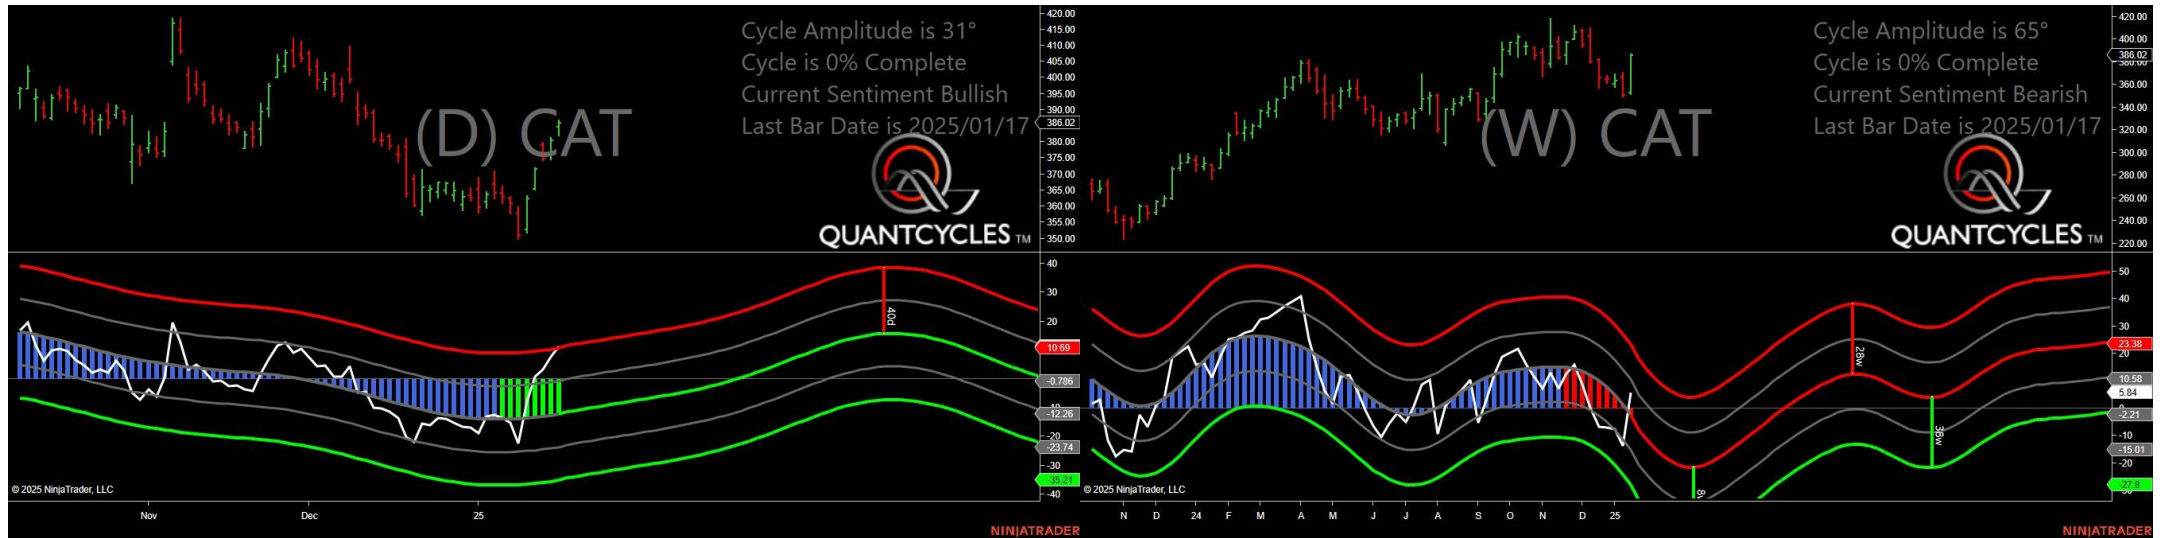 Cycle Amplitude is 31°
Cycle is 0% Complete
Current Sentiment Bullish
Last Bar Date is 2025/01/17
(D) CAT
QUANTCYCLES TM
420.00
415.00
410.00
405.00
400.00
395.00
390.00
386.02
380.00
375.00
370.00
365.00
360.00
355.00
350.00
40
30
20
10.69
-0.786
-12.26
-20
-23.74
-30
-35.21
-40
40d
© 2025 NinjaTrader, LLC
Nov
Dec
25
NINJATRADER
Cycle Amplitude is 65°
Cycle is 0% Complete
Current Sentiment Bearish
Last Bar Date is 2025/01/17
(W) CAT
QUANTCYCLES TM
420.00
400.00
386.02
380.00
360.00
340.00
320.00
300.00
280.00
260.00
240.00
220.00
50
40
30
23.38
20
10.58
5.84
-2.21
-10
-15.01
-20
-27.8
28w
38w
© 2025 NinjaTrader, LLC
N D 24 F M A M J J A S O N D 25
NINJATRADER